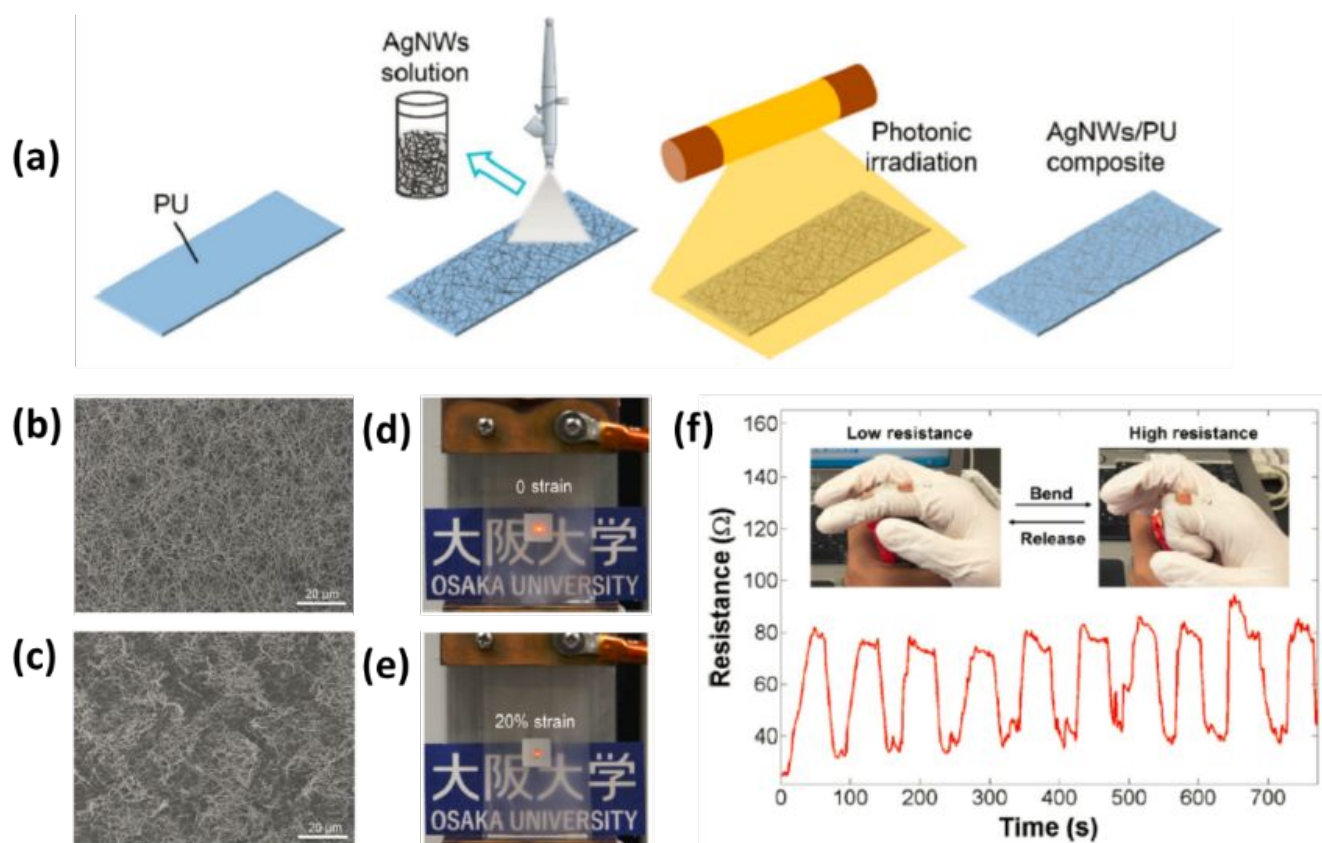 (a)
PU
AgNWs
solution
Photonic
irradiation
AgNWs/PU
composite
(b)
20 μm
(c)
20 μm
(d)
0 strain
大阪大学
OSAKA UNIVERSITY
(e)
20% strain
大阪大学
OSAKA UNIVERSITY
(f)
Resistance (Ω)
160
140
120
100
80
60
40
Low resistance
High resistance
Bend
Release
0 100 200 300 400 500 600 700
Time (s)